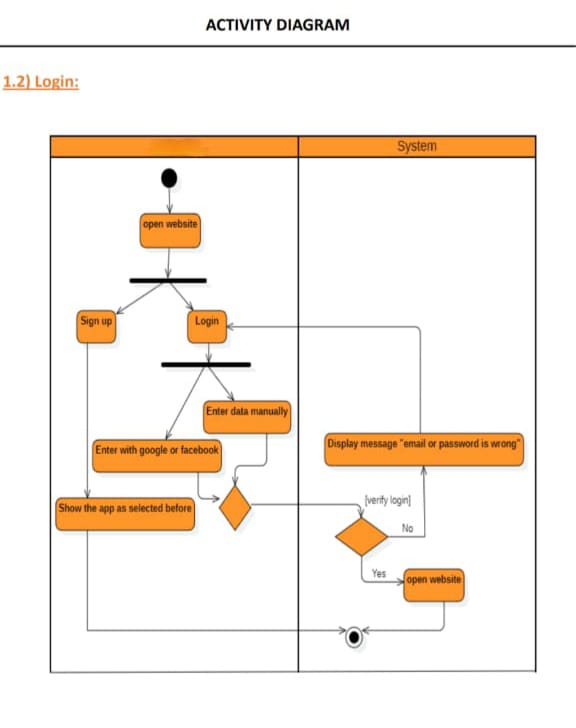 ACTIVITY DIAGRAM
1.2) Login:
System
open website
Sign up
Login
Enter data manually
Enter with google or facebook
Display message "email or password is wrong"
Show the app as selected before
[verify login]
No
Yes
open website